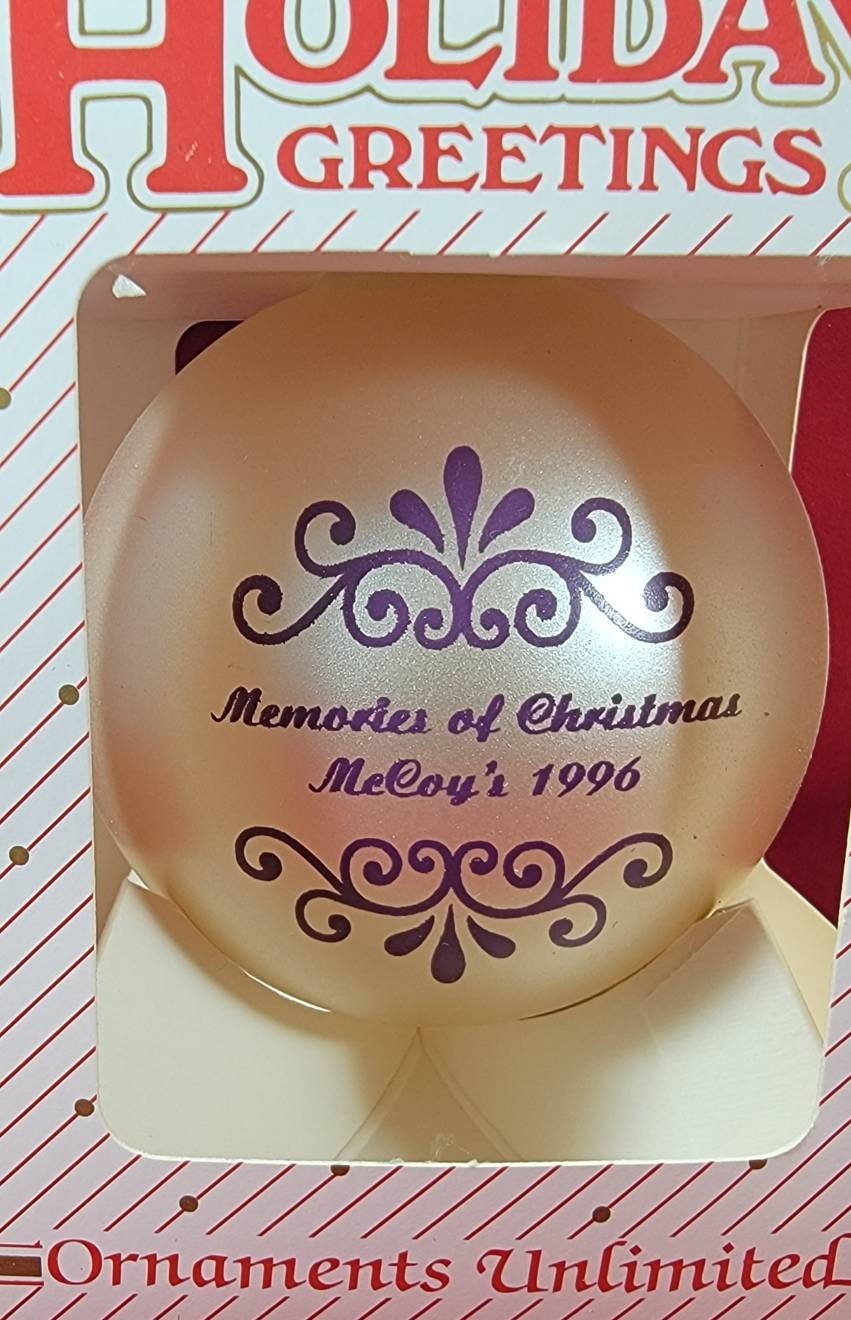 HOLIDAY
GREETINGS
Memories of Christmas
McCoy's 1996
Ornaments Unlimited